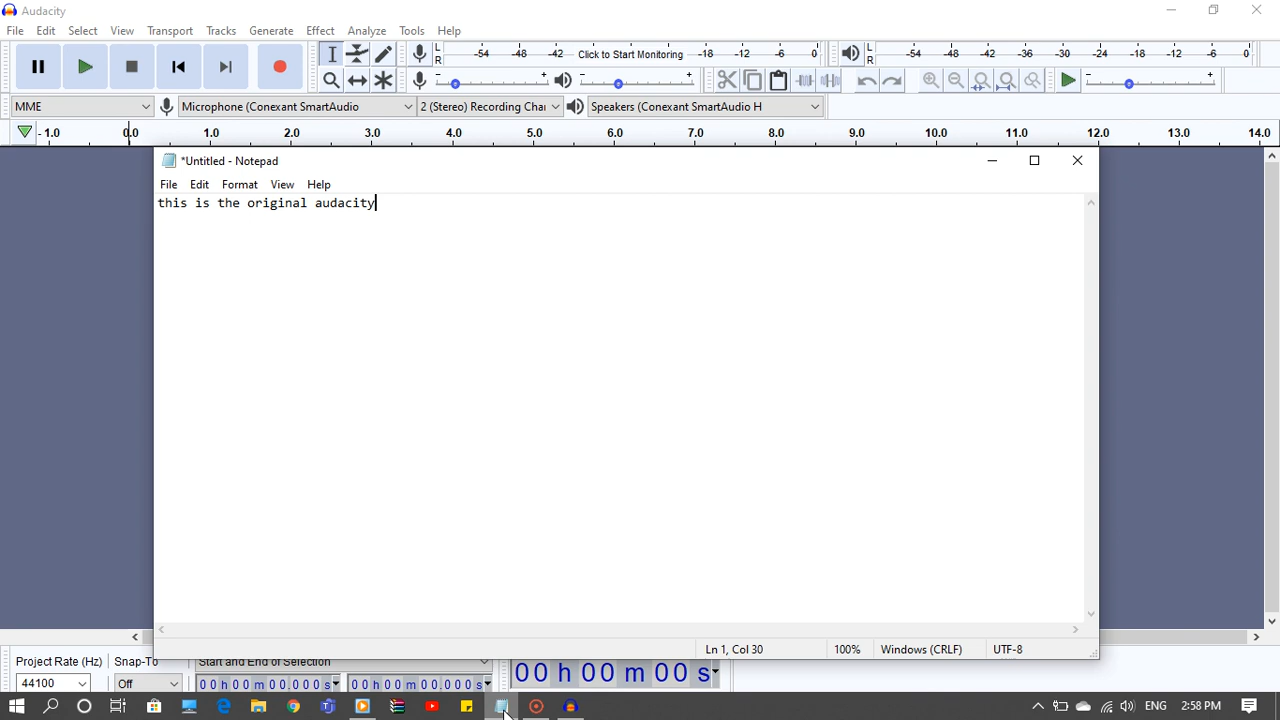 Audacity
File Edit Select View Transport Tracks Generate Effect Analyze Tools Help
L -54 -48 -42 Click to Start Monitoring -18 -12 -6 0 L -54 -48 -42 -36 -30 -24 -18 -12 -6 0
R R
MME Microphone (Conexant SmartAudio 2 (Stereo) Recording Chan Speakers (Conexant SmartAudio H
-1.0 0.0 1.0 2.0 3.0 4.0 5.0 6.0 7.0 8.0 9.0 10.0 11.0 12.0 13.0 14.0
*Untitled - Notepad
File Edit Format View Help
this is the original audacity
Ln 1, Col 30 100% Windows (CRLF) UTF-8
Project Rate (Hz) Snap-To Start and End of Selection
44100 Off 00 h 00 m 00.000 s 00 h 00 m 00.000 s 00 h 00 m 00 s
ENG 2:58 PM